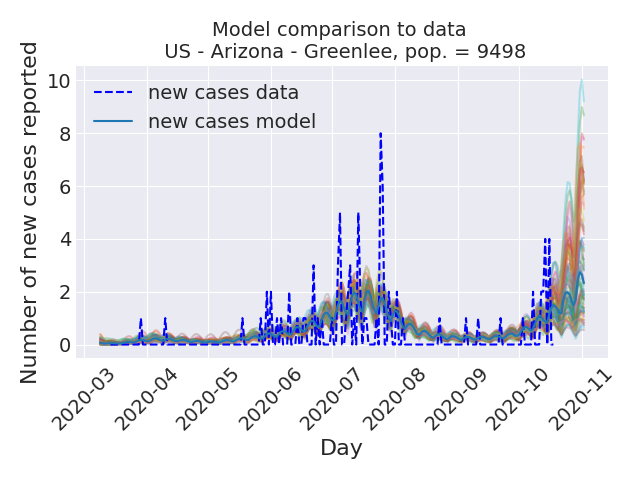 Model comparison to data
US - Arizona - Greenlee, pop. = 9498
Number of new cases reported
10
8
6
4
2
0
new cases data
new cases model
2020-03
2020-04
2020-05
2020-06
2020-07
2020-08
2020-09
2020-10
2020-11
Day